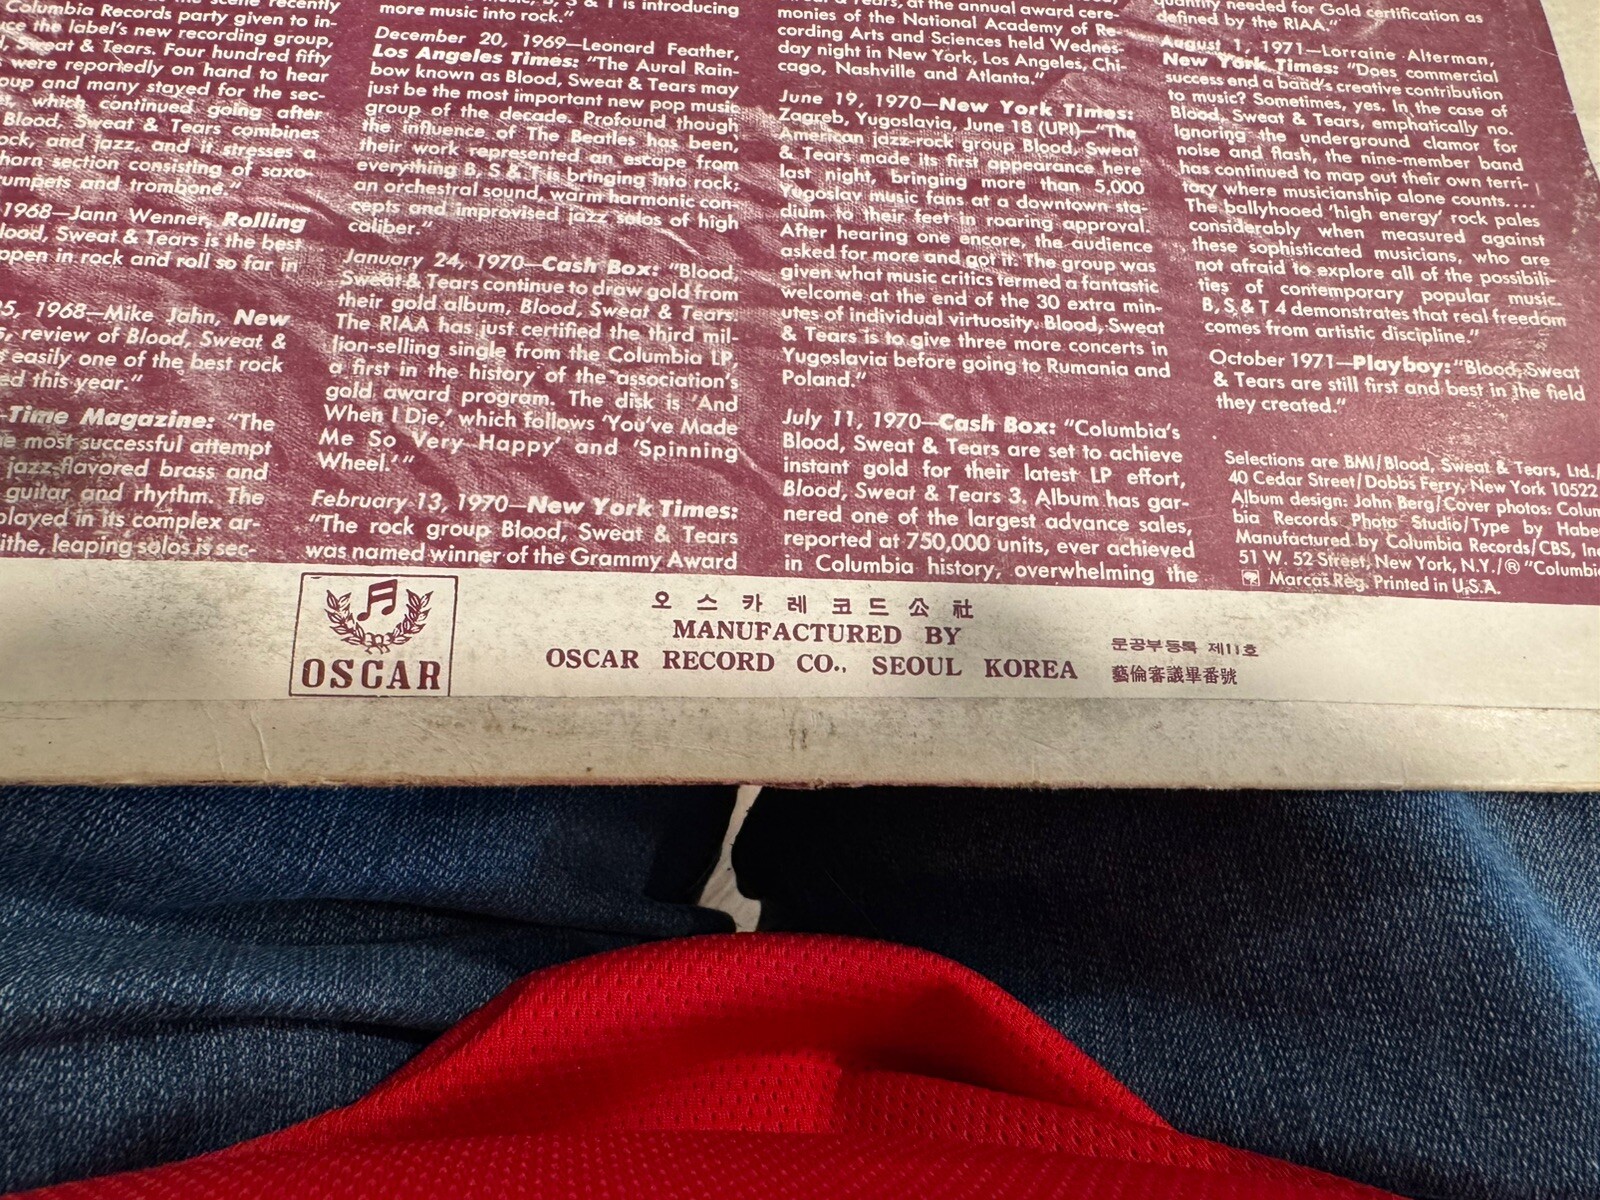 the scene recently
Columbia Records party given to in-
ce the label's new recording group,
, Sweat & Tears. Four hundred fifty
were reportedly on hand to hear
oup and many stayed for the sec-
et, which continued going after
Blood, Sweat & Tears combines
ock, and jazz, and it stresses a
horn section consisting of saxo-
umpets and trombone."
1968—Jann Wenner, Rolling
lood, Sweat & Tears is the best
ppen in rock and roll so far in
5, 1968—Mike Jahn, New
review of Blood, Sweat &
easily one of the best rock
ed this year."
—Time Magazine: "The
e most successful attempt
jazz-flavored brass and
guitar and rhythm. The
played in its complex ar-
lithe, leaping solos is sec-
B, S & T is introducing
more music into rock."
December 20, 1969—Leonard Feather,
Los Angeles Times: "The Aural Rain-
bow known as Blood, Sweat & Tears may
just be the most important new pop music
group of the decade. Profound though
the influence of The Beatles has been,
their work represented an escape from
everything B, S & T is bringing into rock;
an orchestral sound, warm harmonic con-
cepts and improvised jazz solos of high
caliber."
January 24, 1970—Cash Box: "Blood,
Sweat & Tears continue to draw gold from
their gold album, Blood, Sweat & Tears.
The RIAA has just certified the third mil-
lion-selling single from the Columbia LP,
a first in the history of the association's
gold award program. The disk is 'And
When I Die,' which follows 'You've Made
Me So Very Happy' and 'Spinning
Wheel.'"
February 13, 1970—New York Times:
"The rock group Blood, Sweat & Tears
was named winner of the Grammy Award
& Tears, at the annual award cere-
monies of the National Academy of Re-
cording Arts and Sciences held Wednes-
day night in New York, Los Angeles, Chi-
cago, Nashville and Atlanta."
June 19, 1970—New York Times:
Zagreb, Yugoslavia, June 18 (UPI)—"The
American jazz-rock group Blood, Sweat
& Tears made its first appearance here
last night, bringing more than 5,000
Yugoslav music fans at a downtown sta-
dium to their feet in roaring approval.
After hearing one encore, the audience
asked for more and got it. The group was
given what music critics termed a fantastic
welcome at the end of the 30 extra min-
utes of individual virtuosity. Blood, Sweat
& Tears is to give three more concerts in
Yugoslavia before going to Rumania and
Poland."
July 11, 1970—Cash Box: "Columbia's
Blood, Sweat & Tears are set to achieve
instant gold for their latest LP effort,
Blood, Sweat & Tears 3. Album has gar-
nered one of the largest advance sales,
reported at 750,000 units, ever achieved
in Columbia history, overwhelming the
quantity needed for Gold certification as
defined by the RIAA."
August 1, 1971—Lorraine Alterman,
New York Times: "Does commercial
success end a band's creative contribution
to music? Sometimes, yes. In the case of
Blood, Sweat & Tears, emphatically no.
Ignoring the underground clamor for
noise and flash, the nine-member band
has continued to map out their own terri-
tory where musicianship alone counts....
The ballyhooed 'high energy' rock pales
considerably when measured against
these sophisticated musicians, who are
not afraid to explore all of the possibili-
ties of contemporary popular music.
B, S & T 4 demonstrates that real freedom
comes from artistic discipline."
October 1971—Playboy: "Blood, Sweat
& Tears are still first and best in the field
they created."
Selections are BMI/Blood, Sweat & Tears, Ltd./
40 Cedar Street/Dobbs Ferry, New York 10522
Album design: John Berg/Cover photos: Colum
bia Records Photo Studio/Type by Habe
Manufactured by Columbia Records/CBS, Inc
51 W. 52 Street, New York, N.Y./® "Columbia
Marcas Reg. Printed in U.S.A.
OSCAR
오스카레코드公社
MANUFACTURED BY
OSCAR RECORD CO., SEOUL KOREA
문공부등록 제11호
藝倫審議畢番號